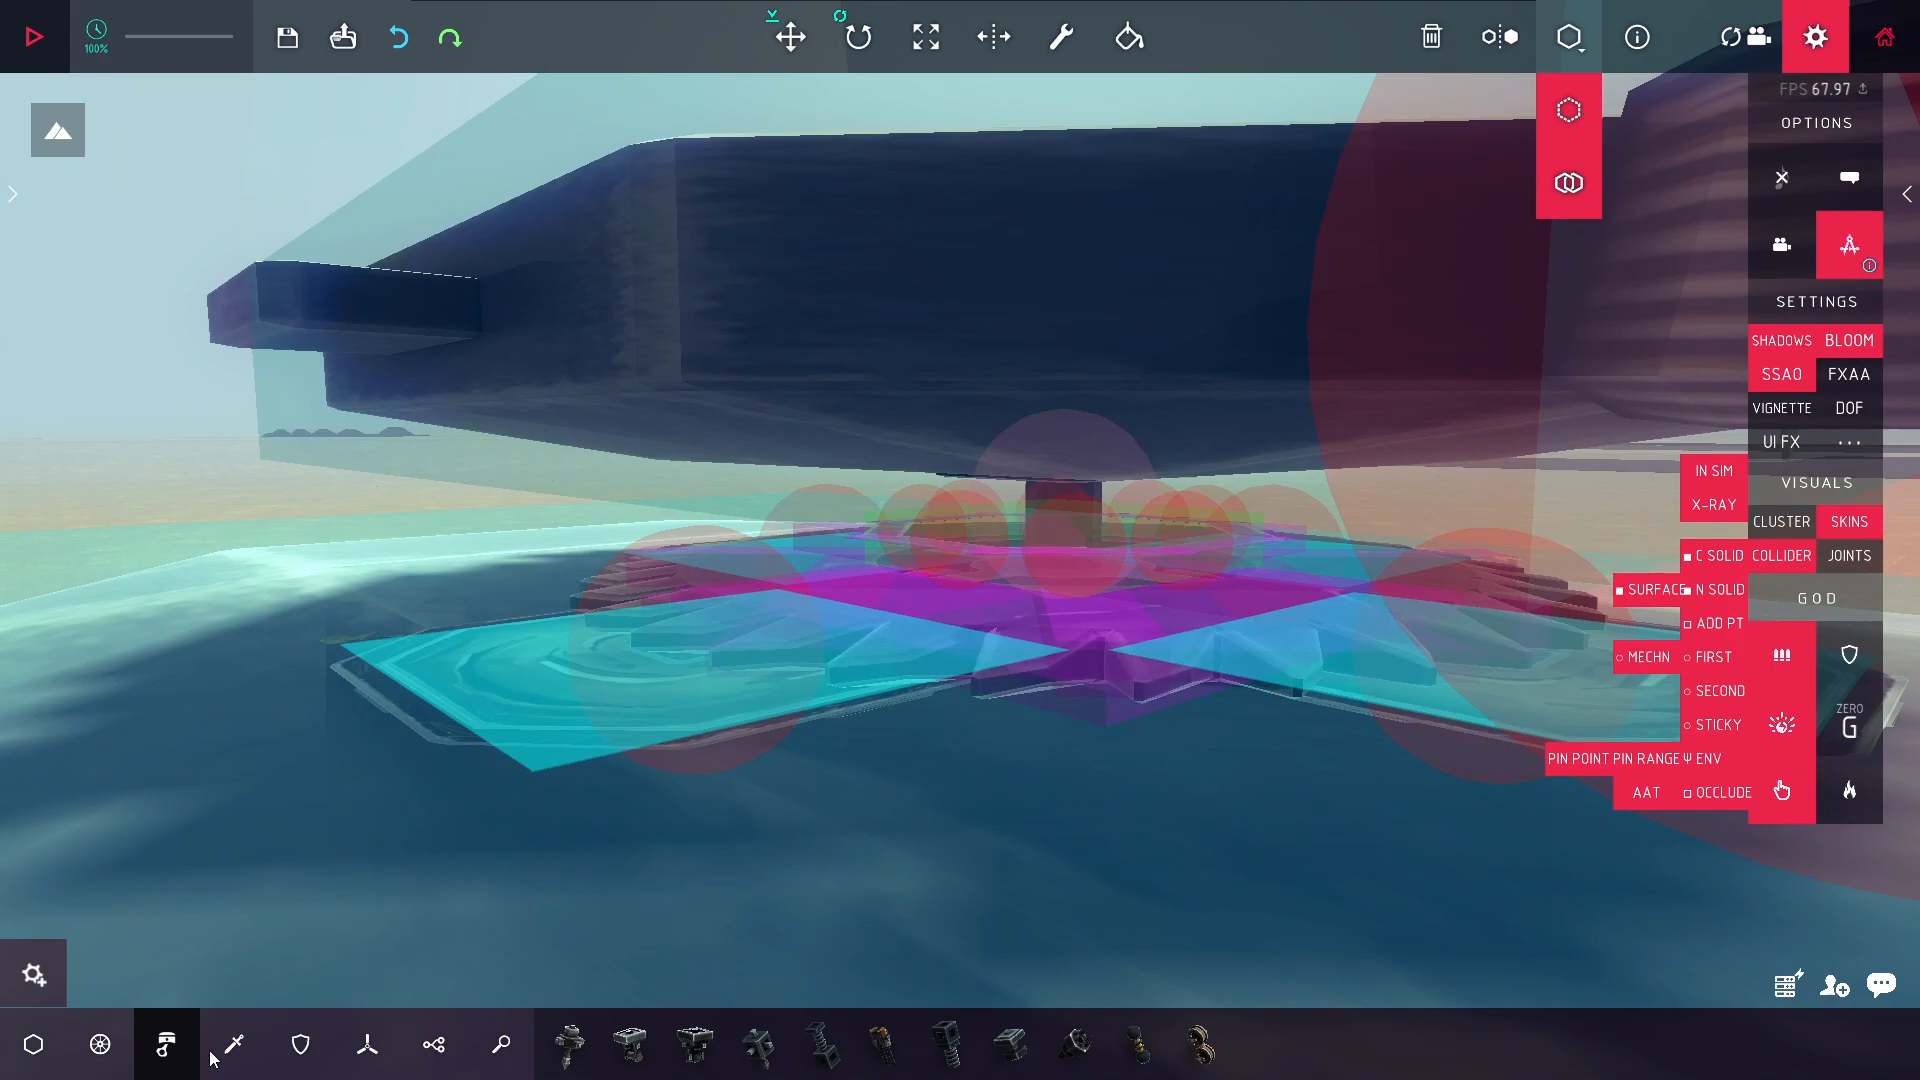 100%
FPS 67.97
OPTIONS
SETTINGS
SHADOWS BLOOM
SSAO FXAA
VIGNETTE DOF
UI FX ...
IN SIM
VISUALS
X-RAY
CLUSTER SKINS
C SOLID COLLIDER JOINTS
SURFACE N SOLID
GOD
ADD PT
MECHN FIRST
SECOND
ZERO
G
STICKY
PIN POINT PIN RANGE Ψ ENV
AAT OCCLUDE